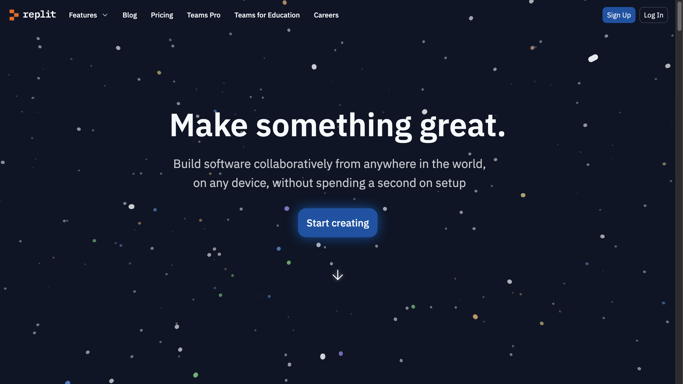 replit
Features
Blog
Pricing
Teams Pro
Teams for Education
Careers
Sign Up
Log In
Make something great.
Build software collaboratively from anywhere in the world,
on any device, without spending a second on setup
Start creating